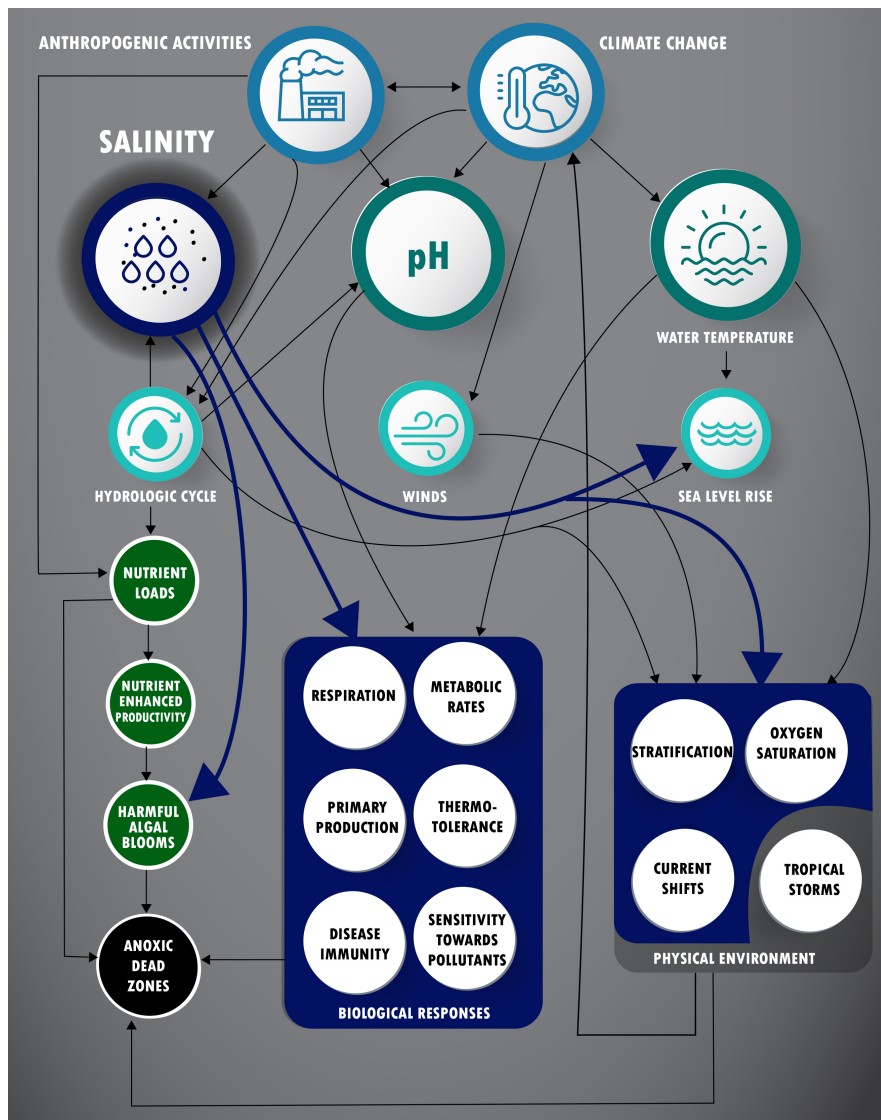 ANTHROPOGENIC ACTIVITIES
CLIMATE CHANGE
SALINITY
pH
WATER TEMPERATURE
HYDROLOGIC CYCLE
WINDS
SEA LEVEL RISE
NUTRIENT
LOADS
NUTRIENT
ENHANCED
PRODUCTIVITY
HARMFUL
ALGAL
BLOOMS
ANOXIC
DEAD
ZONES
RESPIRATION
METABOLIC
RATES
PRIMARY
PRODUCTION
THERMO-
TOLERANCE
DISEASE
IMMUNITY
SENSITIVITY
TOWARDS
POLLUTANTS
BIOLOGICAL RESPONSES
STRATIFICATION
OXYGEN
SATURATION
CURRENT
SHIFTS
TROPICAL
STORMS
PHYSICAL ENVIRONMENT